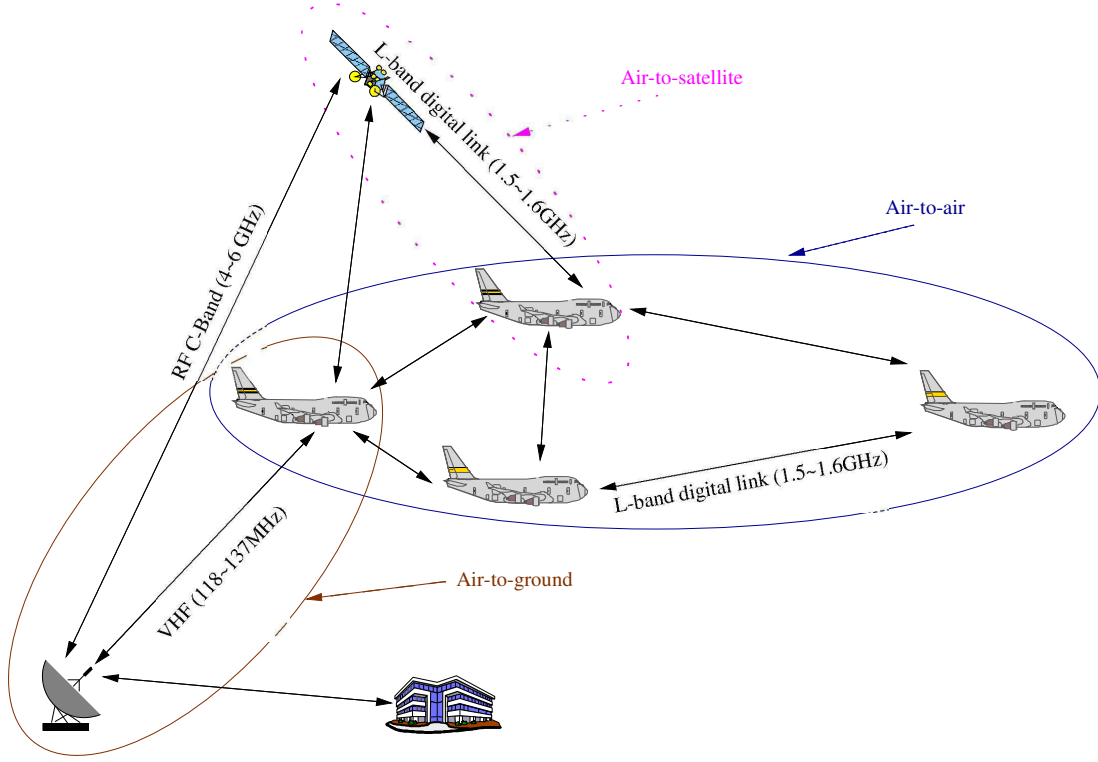 L-band digital link (1.5~1.6GHz)
Air-to-satellite
Air-to-air
RF C-Band (4~6 GHz)
L-band digital link (1.5~1.6GHz)
VHF (118~137MHz)
Air-to-ground